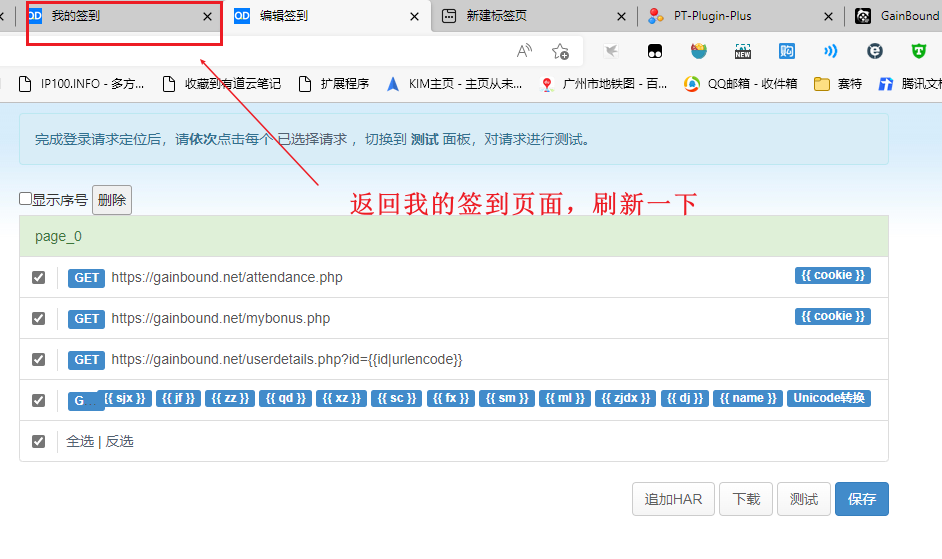 QD 我的签到 × QD 编辑签到 × 新建标签页 × PT-Plugin-Plus × GainBound
A NEW 购
IP100.INFO - 多方... 收藏到有道云笔记 扩展程序 KIM主页 - 主页从未... 广州市地铁图 - 百... QQ邮箱 - 收件箱 赛特 腾讯文档
完成登录请求定位后，请依次点击每个 已选择请求 ，切换到 测试 面板，对请求进行测试。
返回我的签到页面，刷新一下
显示序号 删除
page_0
GET https://gainbound.net/attendance.php {{ cookie }}
GET https://gainbound.net/mybonus.php {{ cookie }}
GET https://gainbound.net/userdetails.php?id={{id|urlencode}}
G... {{ sjx }} {{ jf }} {{ zz }} {{ qd }} {{ xz }} {{ sc }} {{ fx }} {{ sm }} {{ ml }} {{ zjdx }} {{ dj }} {{ name }} Unicode转换
全选 | 反选
追加HAR 下载 测试 保存